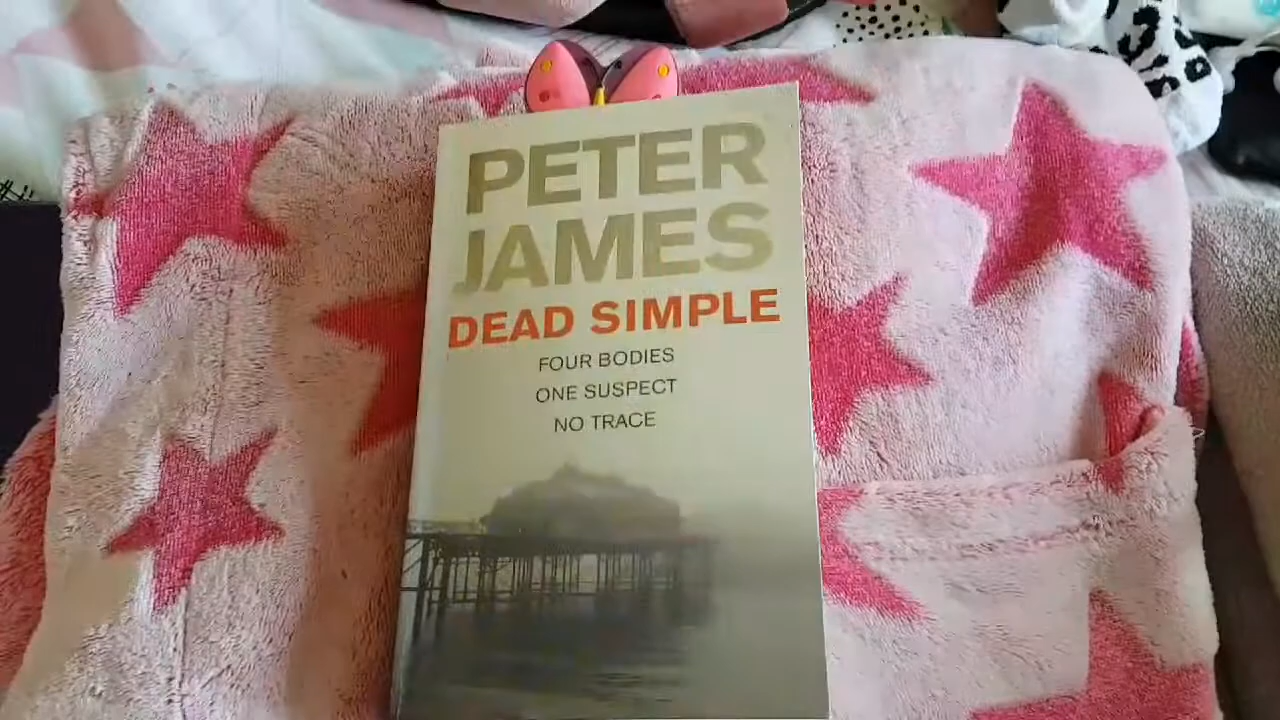 PETER
JAMES
DEAD SIMPLE
FOUR BODIES
ONE SUSPECT
NO TRACE